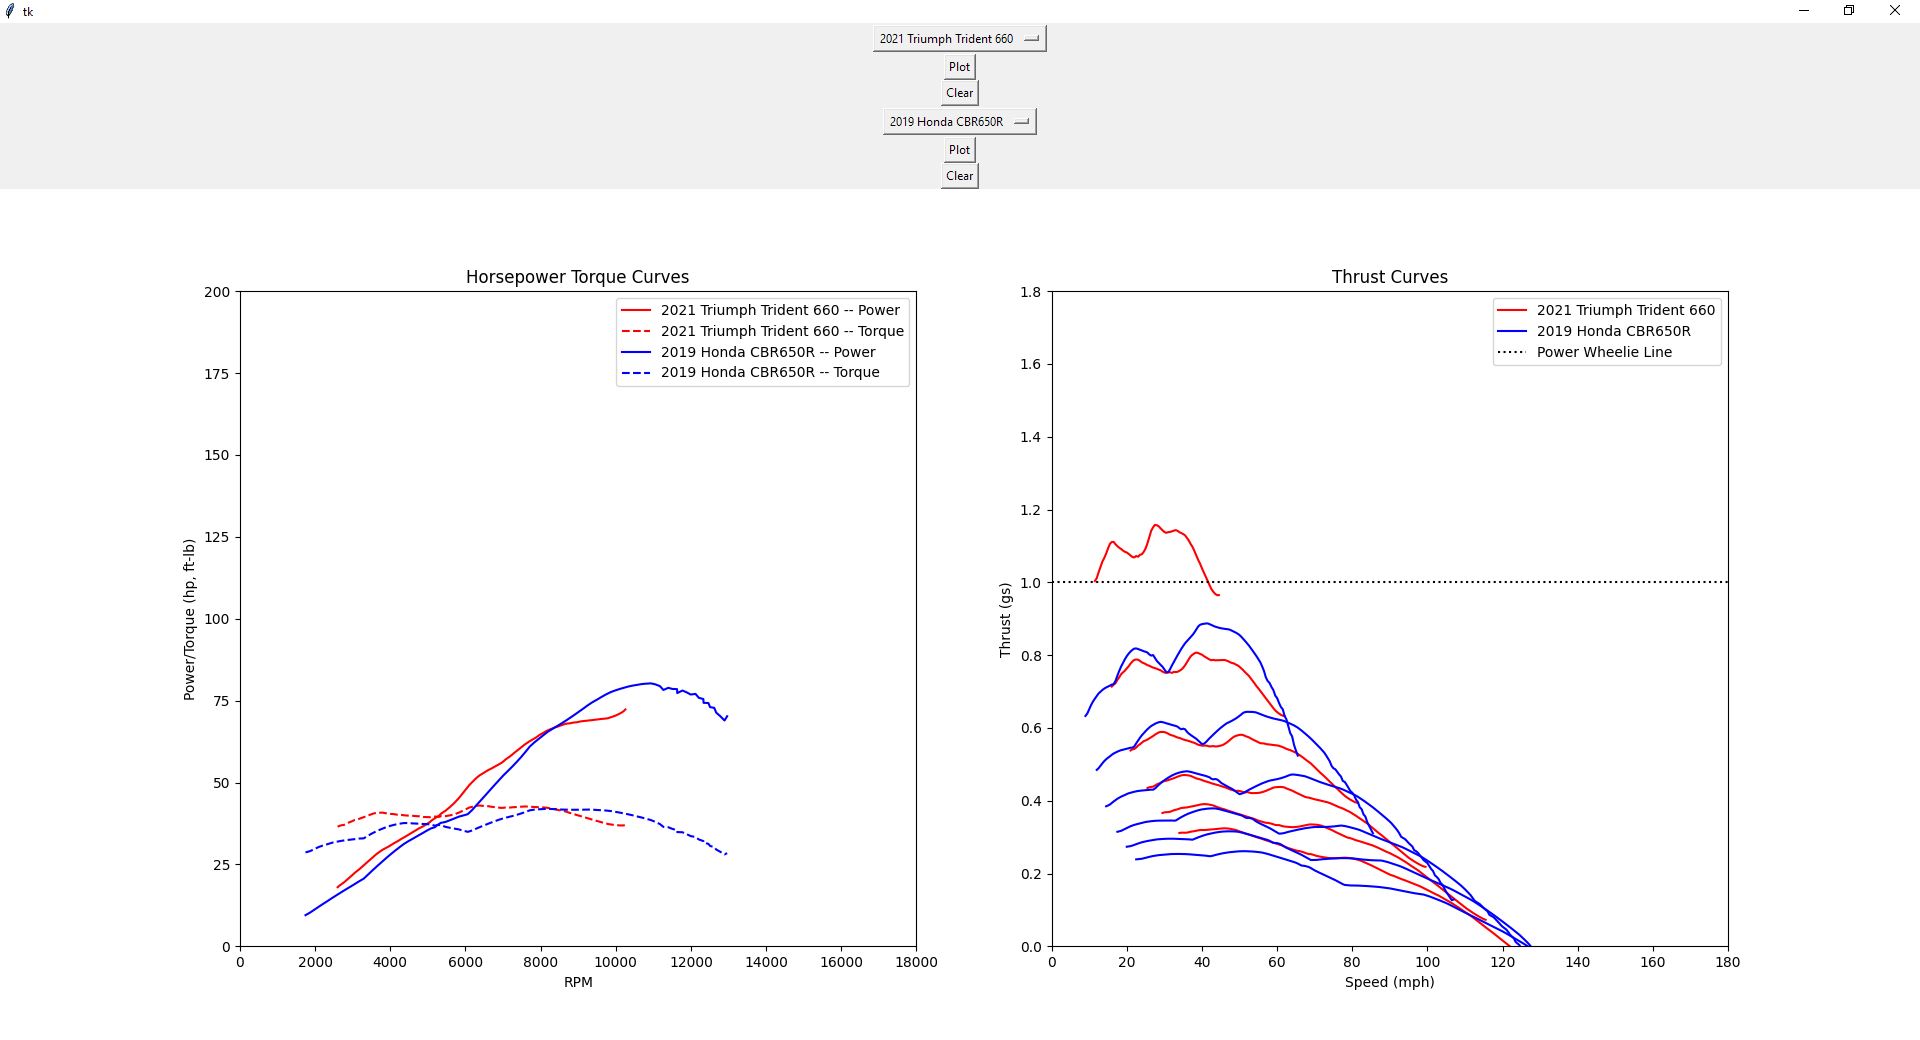 tk
2021 Triumph Trident 660
Plot
Clear
2019 Honda CBR650R
Plot
Clear
Horsepower Torque Curves
2021 Triumph Trident 660 -- Power
2021 Triumph Trident 660 -- Torque
2019 Honda CBR650R -- Power
2019 Honda CBR650R -- Torque
Power/Torque (hp, ft-lb)
200
175
150
125
100
75
50
25
0
0 2000 4000 6000 8000 10000 12000 14000 16000 18000
RPM
Thrust Curves
2021 Triumph Trident 660
2019 Honda CBR650R
Power Wheelie Line
Thrust (gs)
1.8
1.6
1.4
1.2
1.0
0.8
0.6
0.4
0.2
0.0
0 20 40 60 80 100 120 140 160 180
Speed (mph)